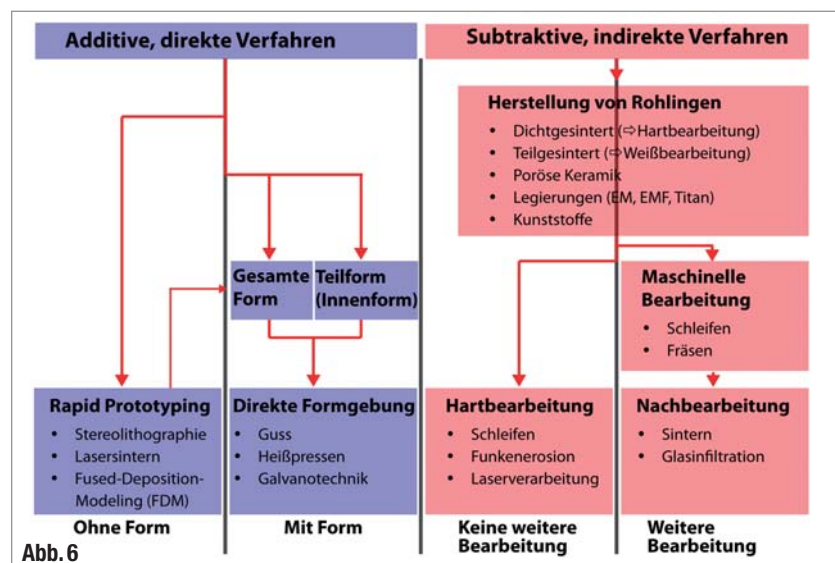 Additive, direkte Verfahren
Subtraktive, indirekte Verfahren
Herstellung von Rohlingen
• Dichtgesintert (⇨Hartbearbeitung)
• Teilgesintert (⇨Weißbearbeitung)
• Poröse Keramik
• Legierungen (EM, EMF, Titan)
• Kunststoffe
Gesamte
Form
Teilform
(Innenform)
Maschinelle
Bearbeitung
• Schleifen
• Fräsen
Rapid Prototyping
• Stereolithographie
• Lasersintern
• Fused-Deposition-
Modeling (FDM)
Direkte Formgebung
• Guss
• Heißpressen
• Galvanotechnik
Hartbearbeitung
• Schleifen
• Funkenerosion
• Laserverarbeitung
Nachbearbeitung
• Sintern
• Glasinfiltration
Ohne Form
Mit Form
Keine weitere
Bearbeitung
Weitere
Bearbeitung
Abb. 6